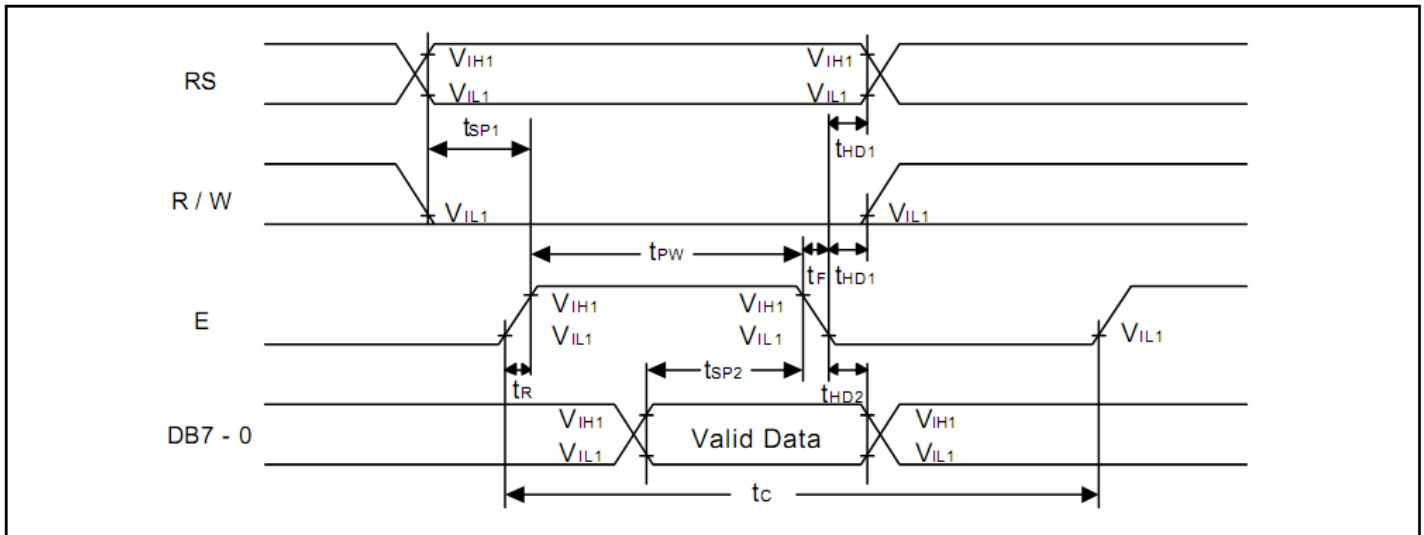 RS
VIH1
VIH1
VIL1
VIL1
tSP1
tHD1
R / W
VIL1
VIL1
tPW
tF
tHD1
E
VIH1
VIH1
VIL1
VIL1
VIL1
tR
tSP2
tHD2
DB7 - 0
VIH1
Valid Data
VIH1
VIL1
VIL1
tC